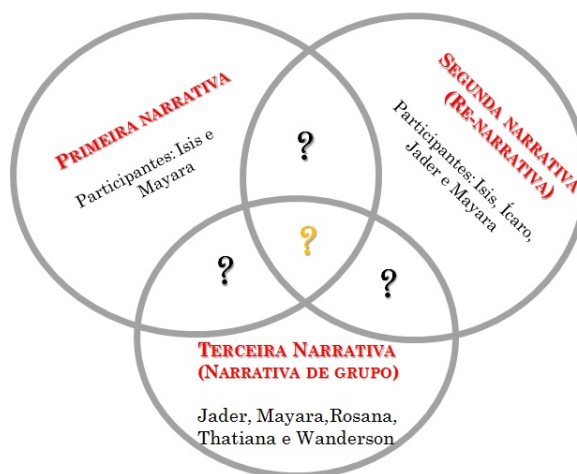 PRIMEIRA NARRATIVA
Participantes: Isis e
Mayara
SEGUNDA NARRATIVA
(RE-NARRATIVA)
Participantes: Isis, Ícaro,
Jader e Mayara
?
?
?
?
TERCEIRA NARRATIVA
(NARRATIVA DE GRUPO)
Jader, Mayara,Rosana,
Thatiana e Wanderson